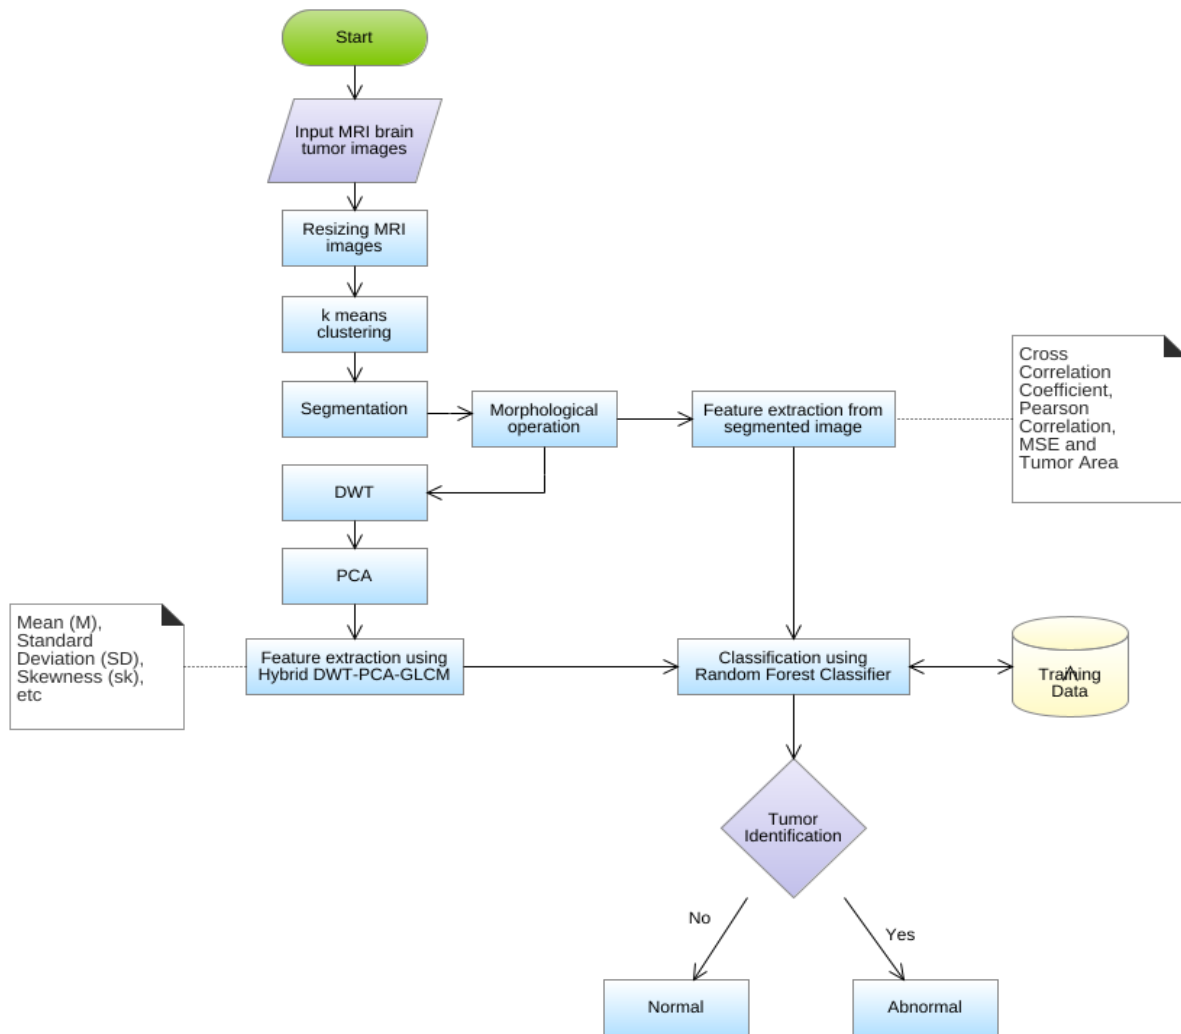 Start
Input MRI brain
tumor images
Resizing MRI
images
k means
clustering
Segmentation
Morphological
operation
Feature extraction from
segmented image
Cross
Correlation
Coefficient,
Pearson
Correlation,
MSE and
Tumor Area
DWT
PCA
Mean (M),
Standard
Deviation (SD),
Skewness (sk),
etc
Feature extraction using
Hybrid DWT-PCA-GLCM
Classification using
Random Forest Classifier
Training
Data
Tumor
Identification
No
Yes
Normal
Abnormal